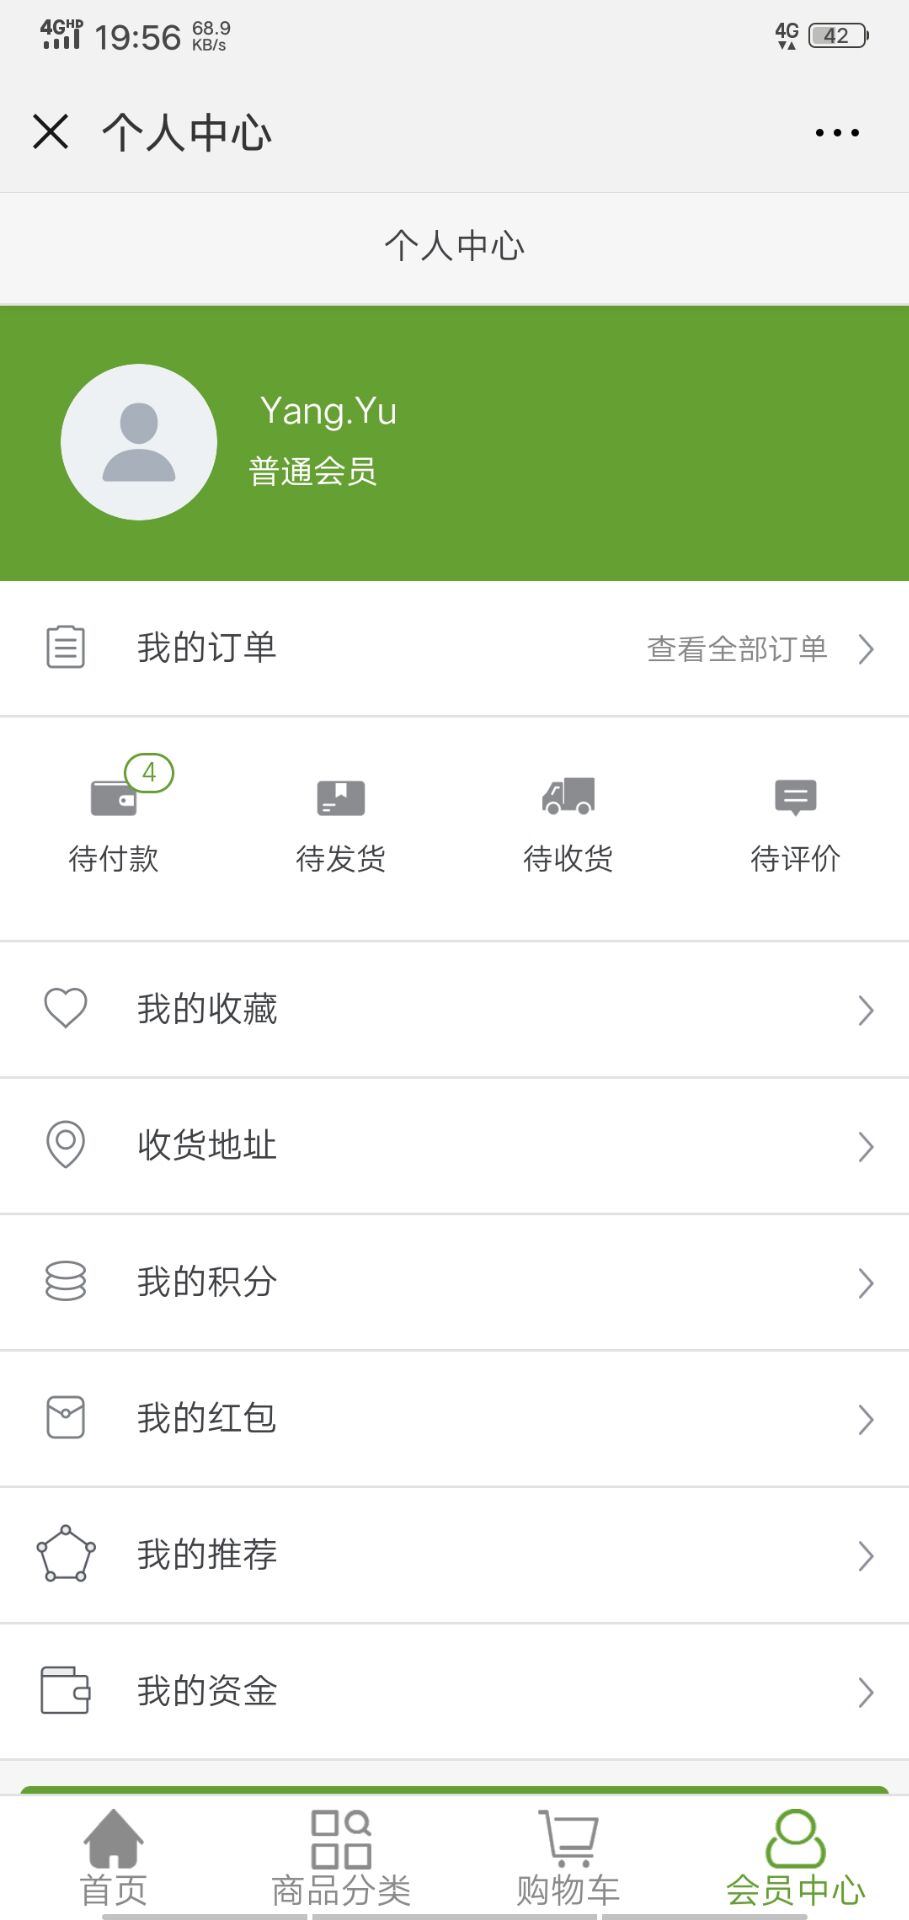 4GHD 19:56 68.9 KB/s 4G 42
个人中心
个人中心
Yang.Yu
普通会员
我的订单 查看全部订单
4
待付款 待发货 待收货 待评价
我的收藏
收货地址
我的积分
我的红包
我的推荐
我的资金
首页 商品分类 购物车 会员中心